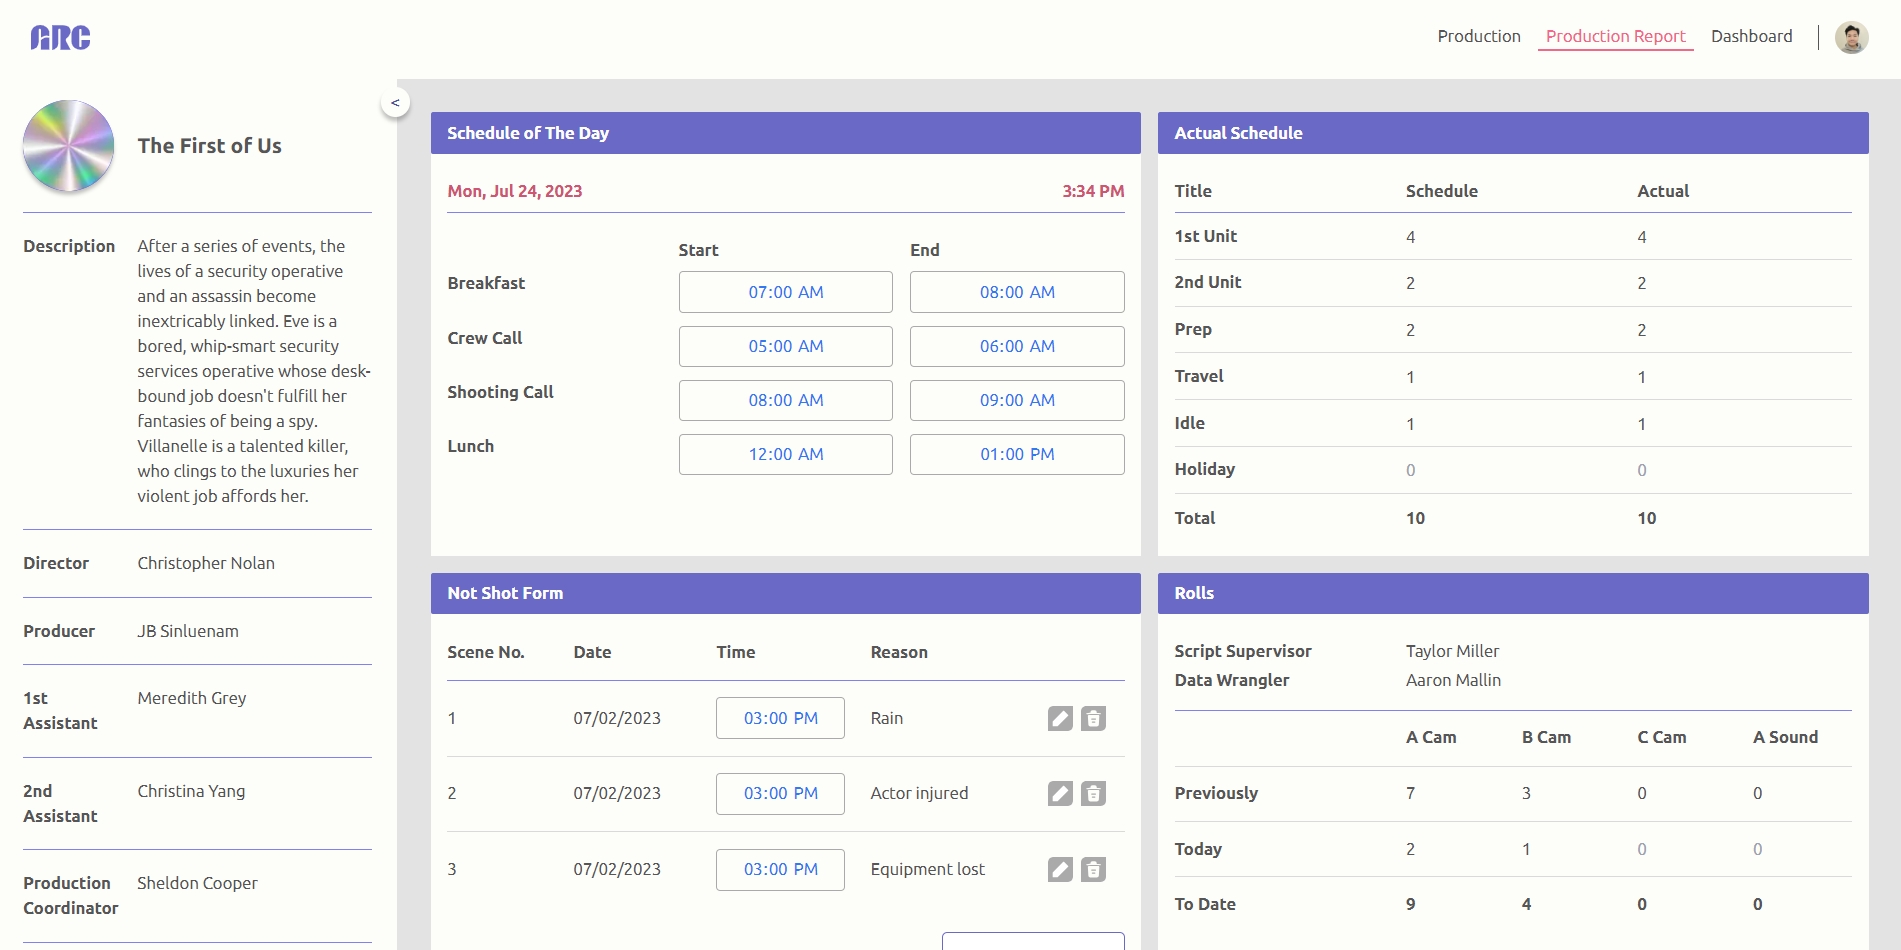 ARC
Production Production Report Dashboard
<
The First of Us
Description
After a series of events, the
lives of a security operative
and an assassin become
inextricably linked. Eve is a
bored, whip-smart security
services operative whose desk-
bound job doesn't fulfill her
fantasies of being a spy.
Villanelle is a talented killer,
who clings to the luxuries her
violent job affords her.
Director Christopher Nolan
Producer JB Sinluenam
1st
Assistant
Meredith Grey
2nd
Assistant
Christina Yang
Production
Coordinator
Sheldon Cooper
Schedule of The Day
Mon, Jul 24, 2023 3:34 PM
Start End
Breakfast 07:00 AM 08:00 AM
Crew Call 05:00 AM 06:00 AM
Shooting Call 08:00 AM 09:00 AM
Lunch 12:00 AM 01:00 PM
Actual Schedule
Title Schedule Actual
1st Unit 4 4
2nd Unit 2 2
Prep 2 2
Travel 1 1
Idle 1 1
Holiday 0 0
Total 10 10
Not Shot Form
Scene No. Date Time Reason
1 07/02/2023 03:00 PM Rain
2 07/02/2023 03:00 PM Actor injured
3 07/02/2023 03:00 PM Equipment lost
Rolls
Script Supervisor Taylor Miller
Data Wrangler Aaron Mallin
A Cam B Cam C Cam A Sound
Previously 7 3 0 0
Today 2 1 0 0
To Date 9 4 0 0